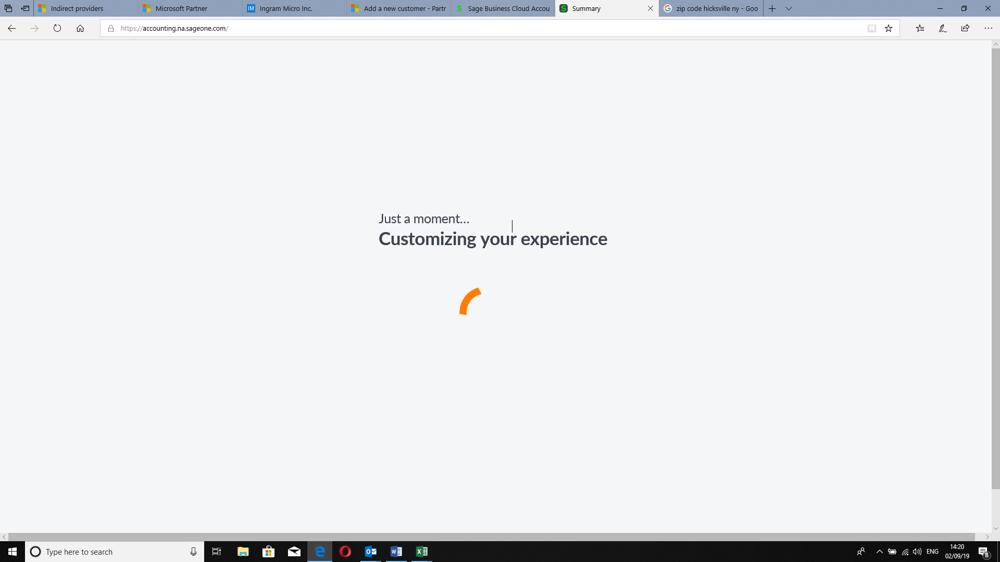 Indirect providers
Microsoft Partner
IM Ingram Micro Inc.
Add a new customer - Partr
S Sage Business Cloud Accou
S Summary
G zip code hicksville ny - Goo
https://accounting.na.sageone.com/
Just a moment...
Customizing your experience
Type here to search
ENG
14:20
02/09/19
8